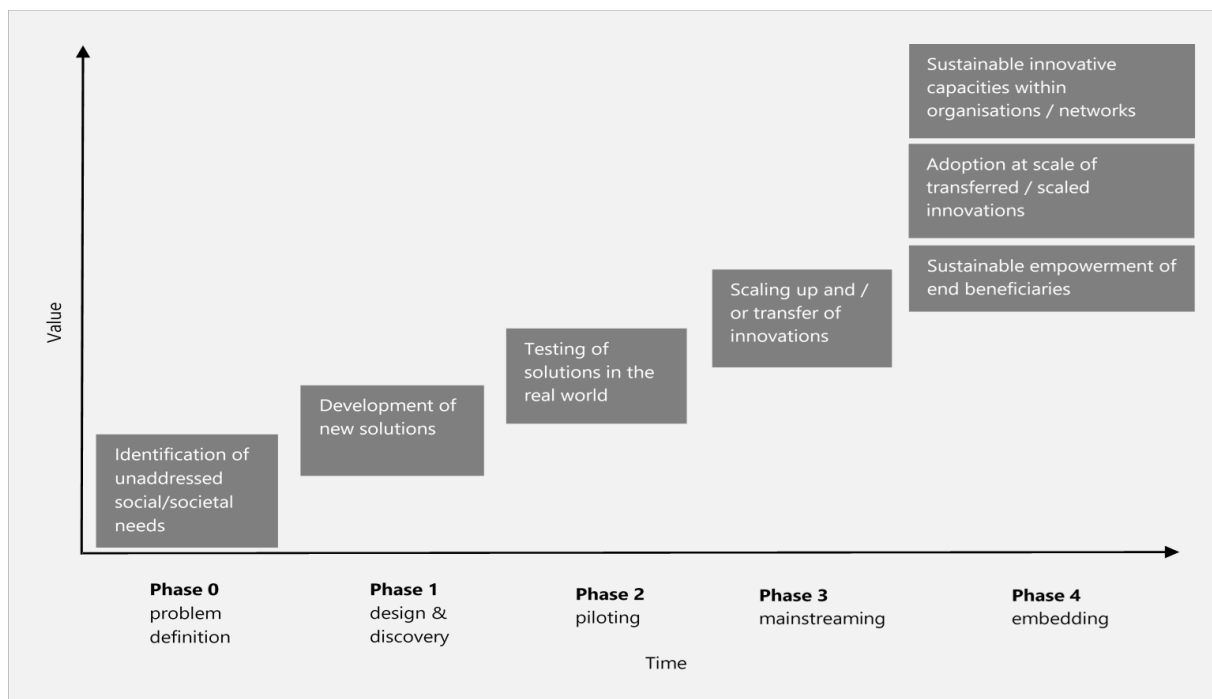 Sustainable innovative
capacities within
organisations / networks
Adoption at scale of
transferred / scaled
innovations
Sustainable empowerment of
end beneficiaries
Scaling up and /
or transfer of
innovations
Testing of
solutions in the
real world
Development of
new solutions
Identification of
unaddressed
social/societal
needs
Value
Phase 0
problem
definition
Phase 1
design &
discovery
Phase 2
piloting
Phase 3
mainstreaming
Phase 4
embedding
Time